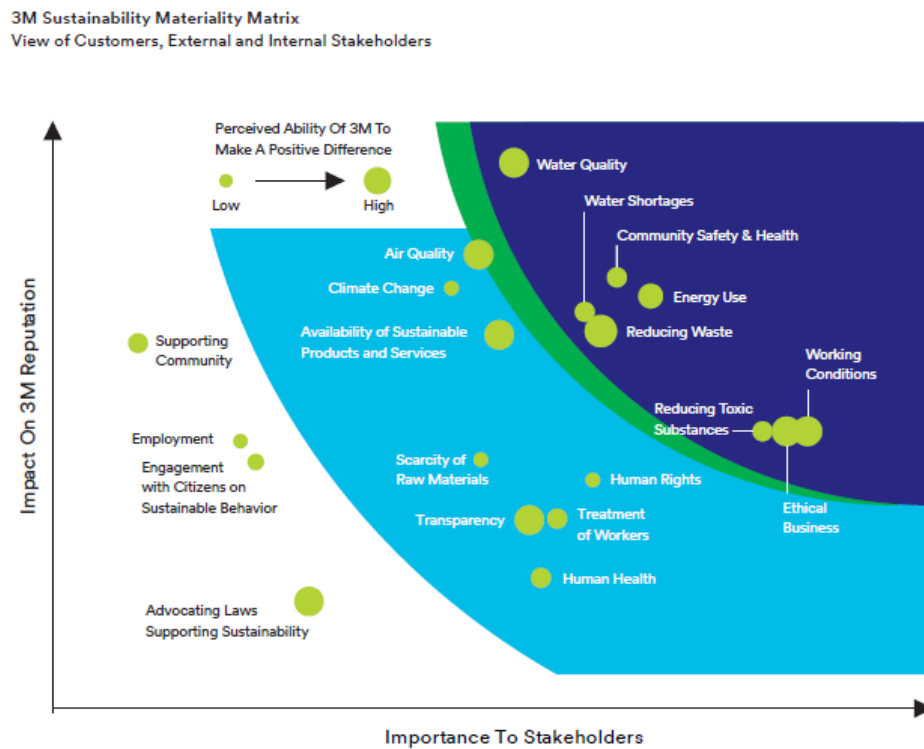 3M Sustainability Materiality Matrix
View of Customers, External and Internal Stakeholders
Perceived Ability Of 3M To
Make A Positive Difference
Low
High
Water Quality
Water Shortages
Community Safety & Health
Air Quality
Climate Change
Energy Use
Availability of Sustainable
Products and Services
Reducing Waste
Supporting
Community
Working
Conditions
Reducing Toxic
Substances
Employment
Engagement
with Citizens on
Sustainable Behavior
Scarcity of
Raw Materials
Human Rights
Ethical
Business
Transparency
Treatment
of Workers
Human Health
Advocating Laws
Supporting Sustainability
Impact On 3M Reputation
Importance To Stakeholders